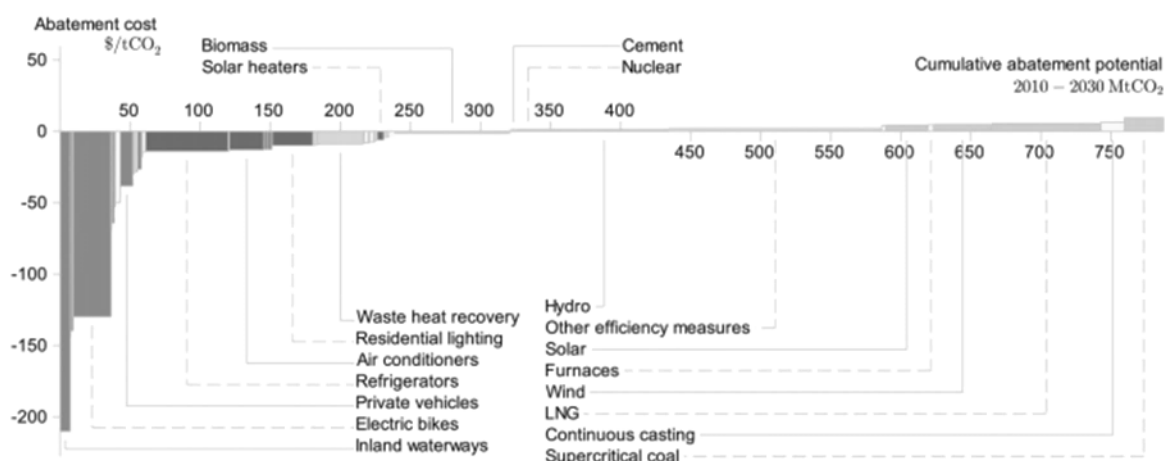 Abatement cost
$/tCO₂
Biomass
Cement
Solar heaters
Nuclear
Cumulative abatement potential
2010 – 2030 MtCO₂
50
50 100 150 200 250 300 350 400
0
450 500 550 600 650 700 750
-50
-100
-150
-200
Waste heat recovery
Residential lighting
Air conditioners
Refrigerators
Private vehicles
Electric bikes
Inland waterways
Hydro
Other efficiency measures
Solar
Furnaces
Wind
LNG
Continuous casting
Supercritical coal